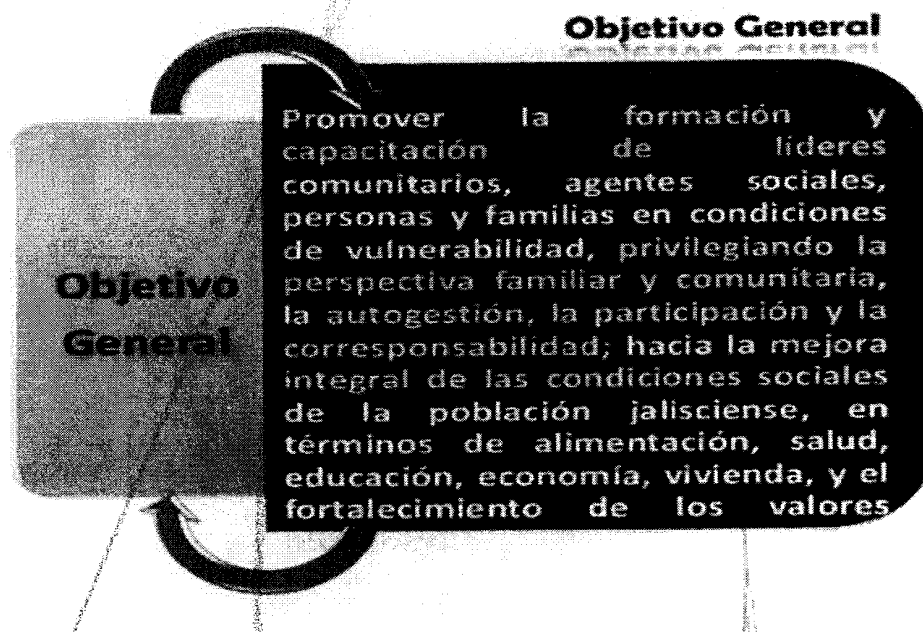 Objetivo General
Objetivo
General
Promover la formación y
capacitación de lideres
comunitarios, agentes sociales,
personas y familias en condiciones
de vulnerabilidad, privilegiando la
perspectiva familiar y comunitaria,
la autogestión, la participación y la
corresponsabilidad; hacia la mejora
integral de las condiciones sociales
de la población jalisciense, en
términos de alimentación, salud,
educación, economía, vivienda, y el
fortalecimiento de los valores